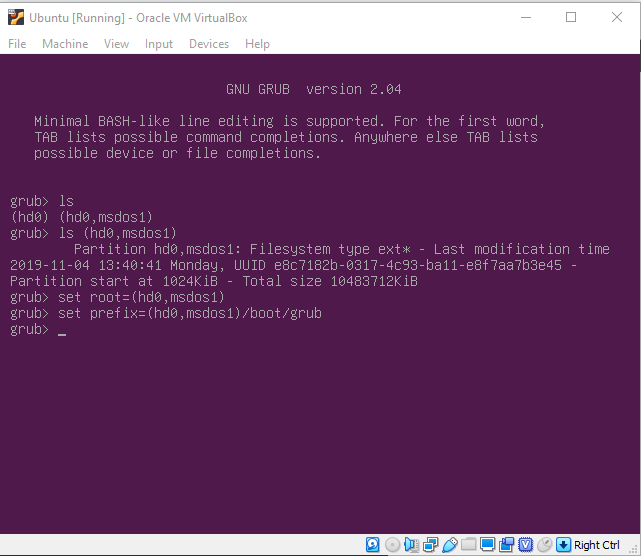 Ubuntu [Running] - Oracle VM VirtualBox
File Machine View Input Devices Help
GNU GRUB version 2.04
Minimal BASH-like line editing is supported. For the first word,
TAB lists possible command completions. Anywhere else TAB lists
possible device or file completions.
grub> ls
(hd0) (hd0,msdos1)
grub> ls (hd0,msdos1)
Partition hd0,msdos1: Filesystem type ext* - Last modification time
2019-11-04 13:40:41 Monday, UUID e8c7182b-0317-4c93-ba11-e8f7aa7b3e45 -
Partition start at 1024KiB - Total size 10483712KiB
grub> set root=(hd0,msdos1)
grub> set prefix=(hd0,msdos1)/boot/grub
grub> _
Right Ctrl